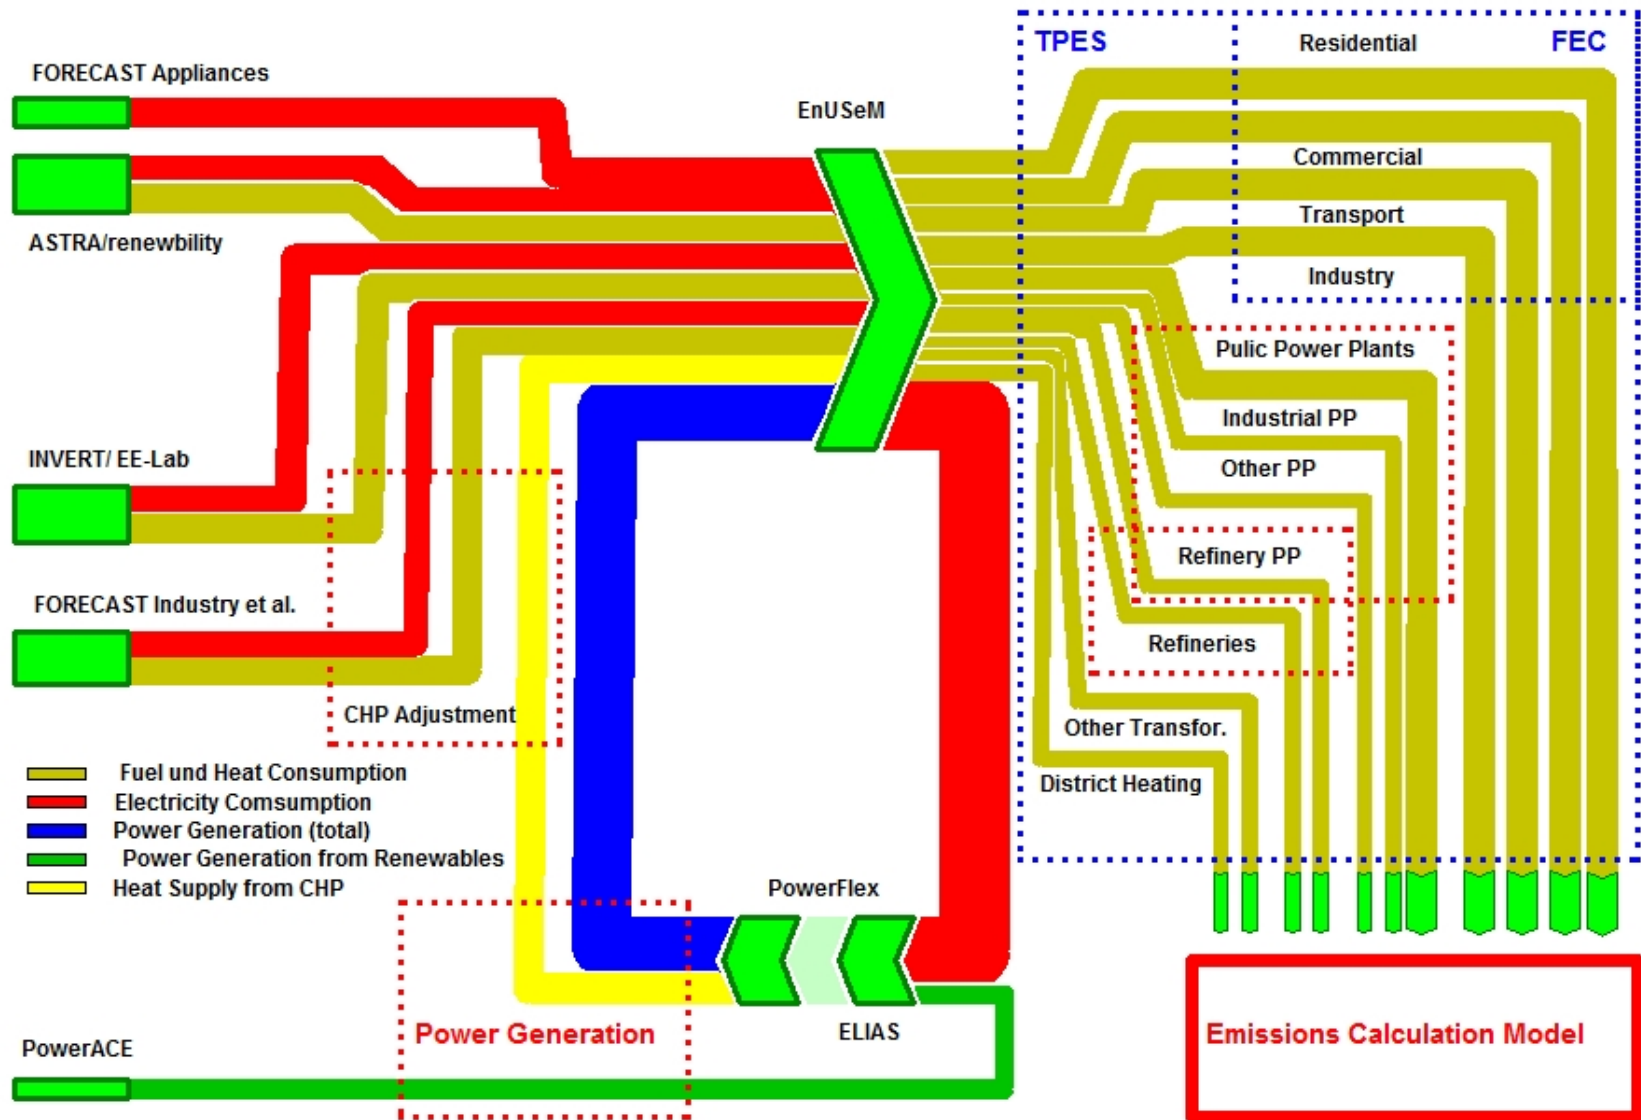 TPES
Residential
FEC
FORECAST Appliances
EnUSeM
Commercial
Transport
ASTRA/renewbility
Industry
Pulic Power Plants
Industrial PP
INVERT/ EE-Lab
Other PP
Refinery PP
FORECAST Industry et al.
Refineries
CHP Adjustment
Other Transfor.
District Heating
Fuel und Heat Consumption
Electricity Comsumption
Power Generation (total)
Power Generation from Renewables
Heat Supply from CHP
PowerFlex
Power Generation
ELIAS
Emissions Calculation Model
PowerACE